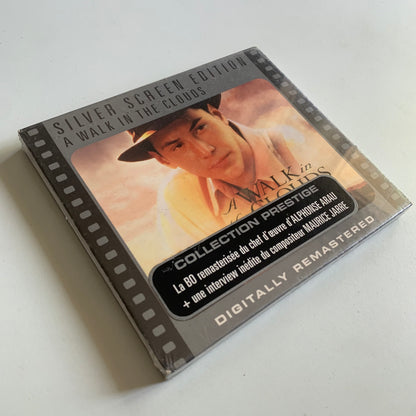 SILVER SCREEN EDITION
A WALK IN THE CLOUDS
A WALK in
the CLOUDS
COLLECTION PRESTIGE
La BO remasterisée du chef d'œuvre d'ALPHONSE ARAU
+ une interview inédite du compositeur MAURICE JARRE
DIGITALLY REMASTERED